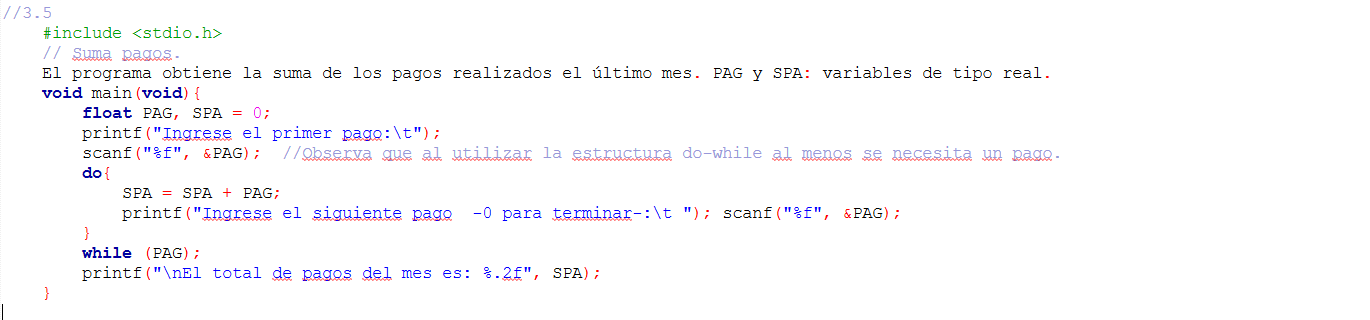 //3.5
#include <stdio.h>
// Suma pagos.
El programa obtiene la suma de los pagos realizados el último mes. PAG y SPA: variables de tipo real.
void main(void){
float PAG, SPA = 0;
printf("Ingrese el primer pago:\t");
scanf("%f", &PAG);  //Observa que al utilizar la estructura do-while al menos se necesita un pago.
do{
SPA = SPA + PAG;
printf("Ingrese el siguiente pago  -0 para terminar-:\t "); scanf("%f", &PAG);
}
while (PAG);
printf("\nEl total de pagos del mes es: %.2f", SPA);
}